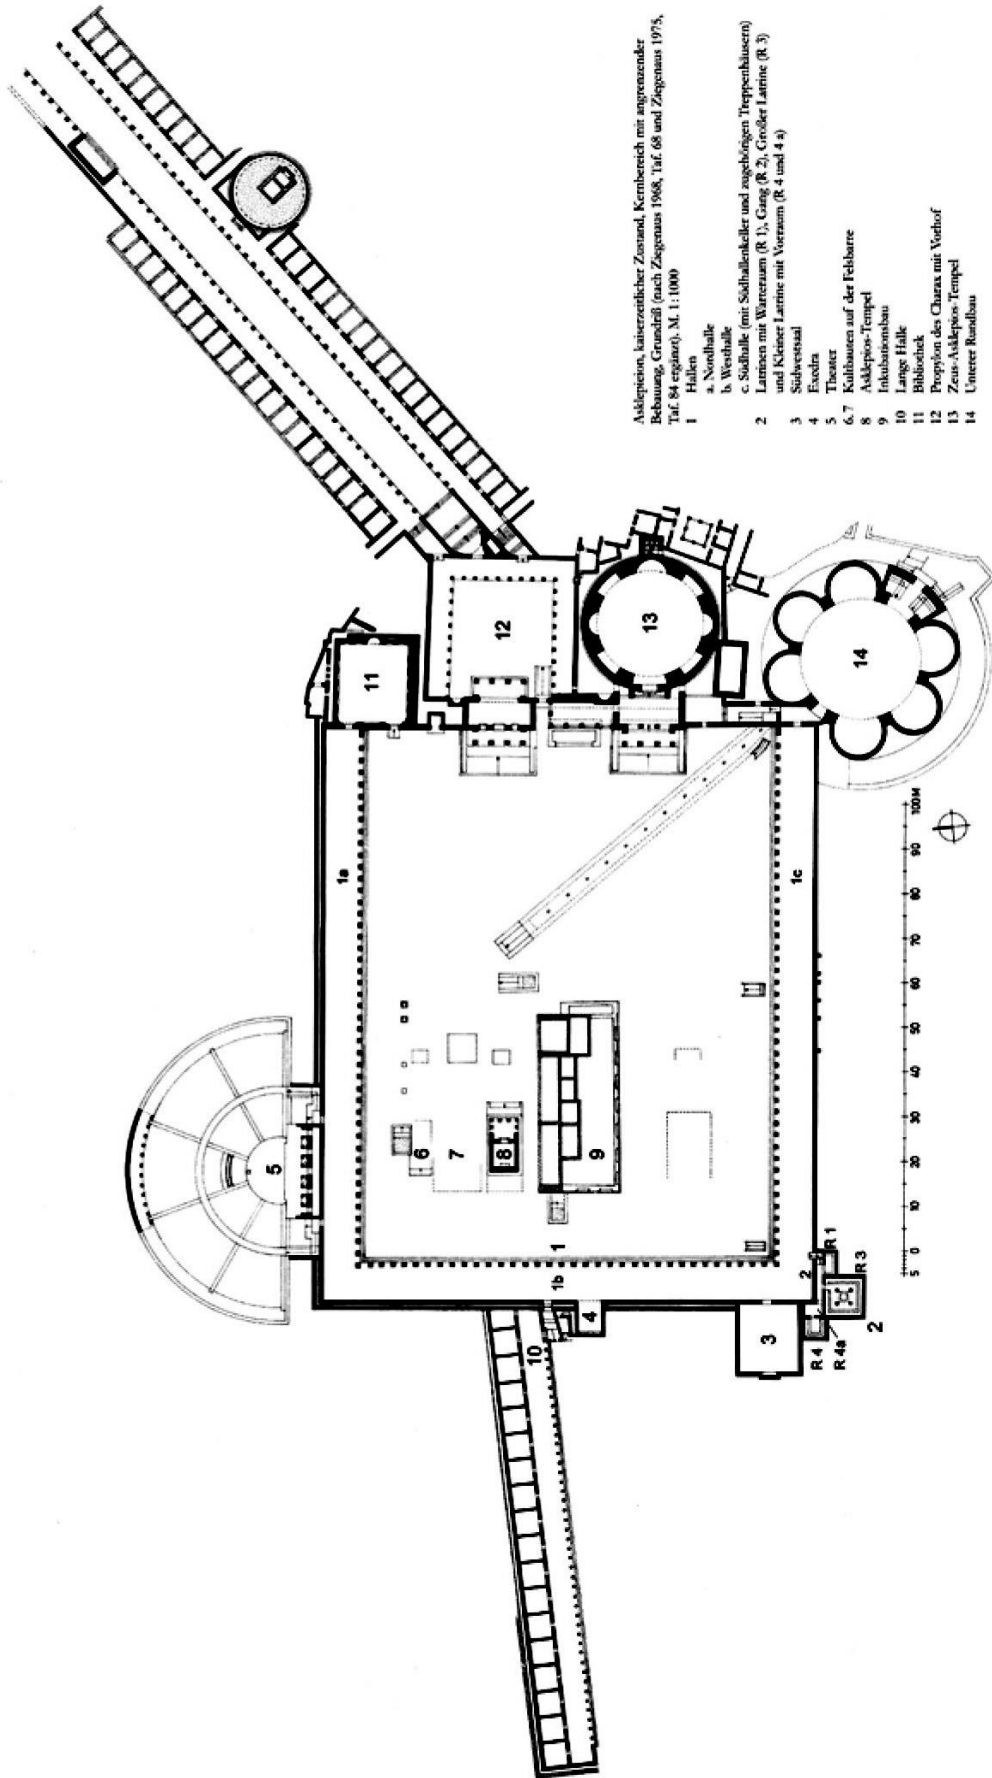 Asklepieion, kaiserzeitlicher Zustand, Kernbereich mit angrenzender
Bebauung, Grundriß (nach Ziegenaus 1968, Taf. 68 und Ziegenaus 1975,
Taf. 84 ergänzt). M. 1:1000
1 Hallen
a. Nordhalle
b. Westhalle
c. Südhalle (mit Südhallenkeller und zugehörigen Treppenhäusern)
2 Latrinen mit Warteraum (R 1), Gang (R 2), Großer Latrine (R 3)
und Kleiner Latrine mit Vorraum (R 4 und 4 a)
3 Südwestsaal
4 Exedra
5 Theater
6.7 Kultbauten auf der Felsbarre
8 Asklepios-Tempel
9 Inkubationsbau
10 Lange Halle
11 Bibliothek
12 Propylon des Charax mit Vorhof
13 Zeus-Asklepios-Tempel
14 Unterer Rundbau
5
11
12
13
14
1a
6
7
8
9
1
1b
1c
10
4
3
2
R 1
R 3
R 4
R 4a
2
5 0 10 20 30 40 50 60 70 80 90 100M